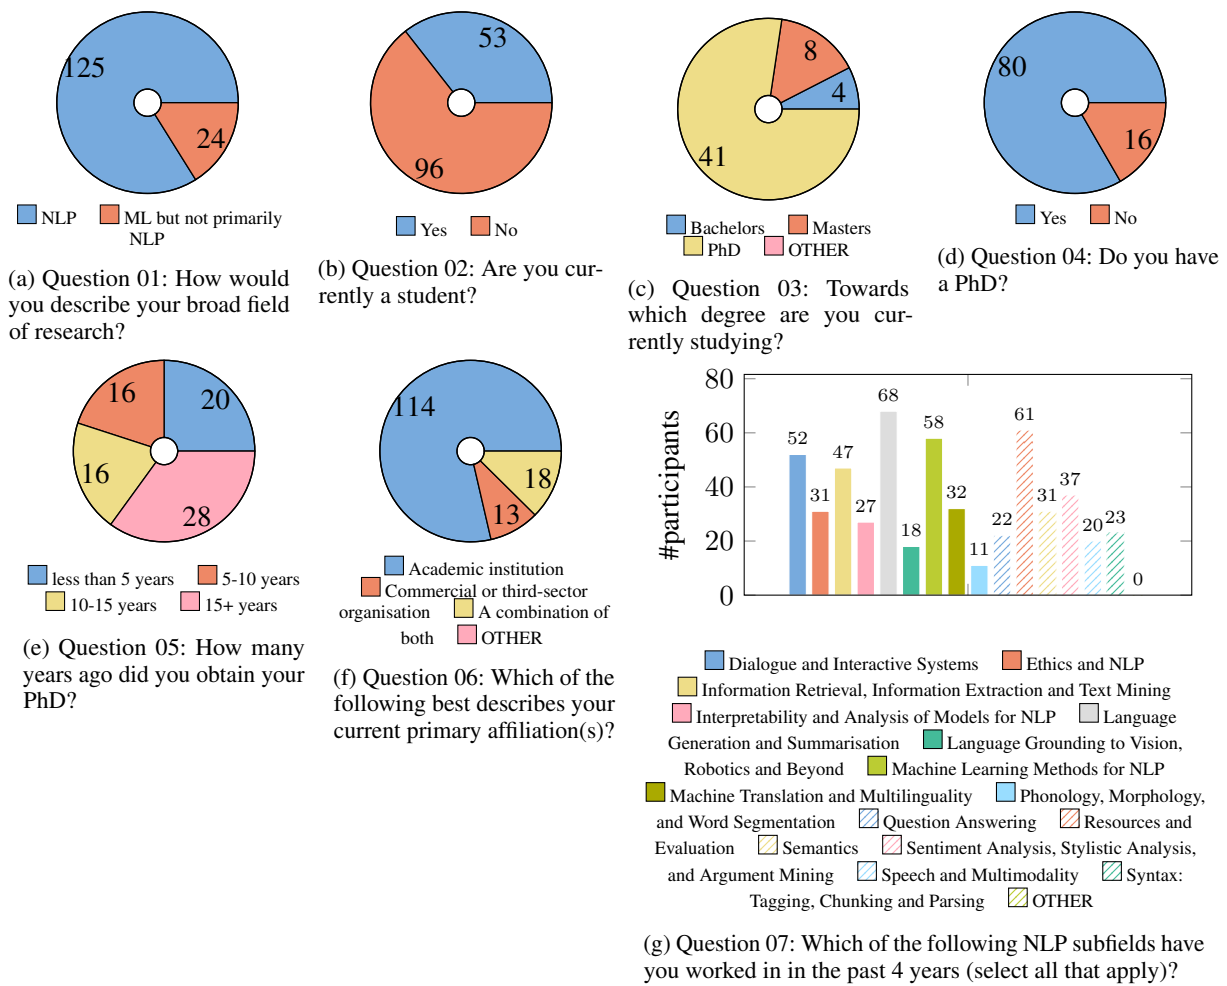 125
24
NLP ML but not primarily
NLP
(a) Question 01: How would
you describe your broad field
of research?
53
96
Yes No
(b) Question 02: Are you cur-
rently a student?
8
4
41
Bachelors Masters
PhD OTHER
(c) Question 03: Towards
which degree are you cur-
rently studying?
80
16
Yes No
(d) Question 04: Do you have
a PhD?
16
20
16
28
less than 5 years 5-10 years
10-15 years 15+ years
(e) Question 05: How many
years ago did you obtain your
PhD?
114
18
13
Academic institution
Commercial or third-sector
organisation A combination of
both OTHER
(f) Question 06: Which of the
following best describes your
current primary affiliation(s)?
#participants
80
60
40
20
0
52
31
47
27
68
18
58
32
11
22
61
31
37
20
23
0
Dialogue and Interactive Systems Ethics and NLP
Information Retrieval, Information Extraction and Text Mining
Interpretability and Analysis of Models for NLP Language
Generation and Summarisation Language Grounding to Vision,
Robotics and Beyond Machine Learning Methods for NLP
Machine Translation and Multilinguality Phonology, Morphology,
and Word Segmentation Question Answering Resources and
Evaluation Semantics Sentiment Analysis, Stylistic Analysis,
and Argument Mining Speech and Multimodality Syntax:
Tagging, Chunking and Parsing OTHER
(g) Question 07: Which of the following NLP subfields have
you worked in in the past 4 years (select all that apply)?